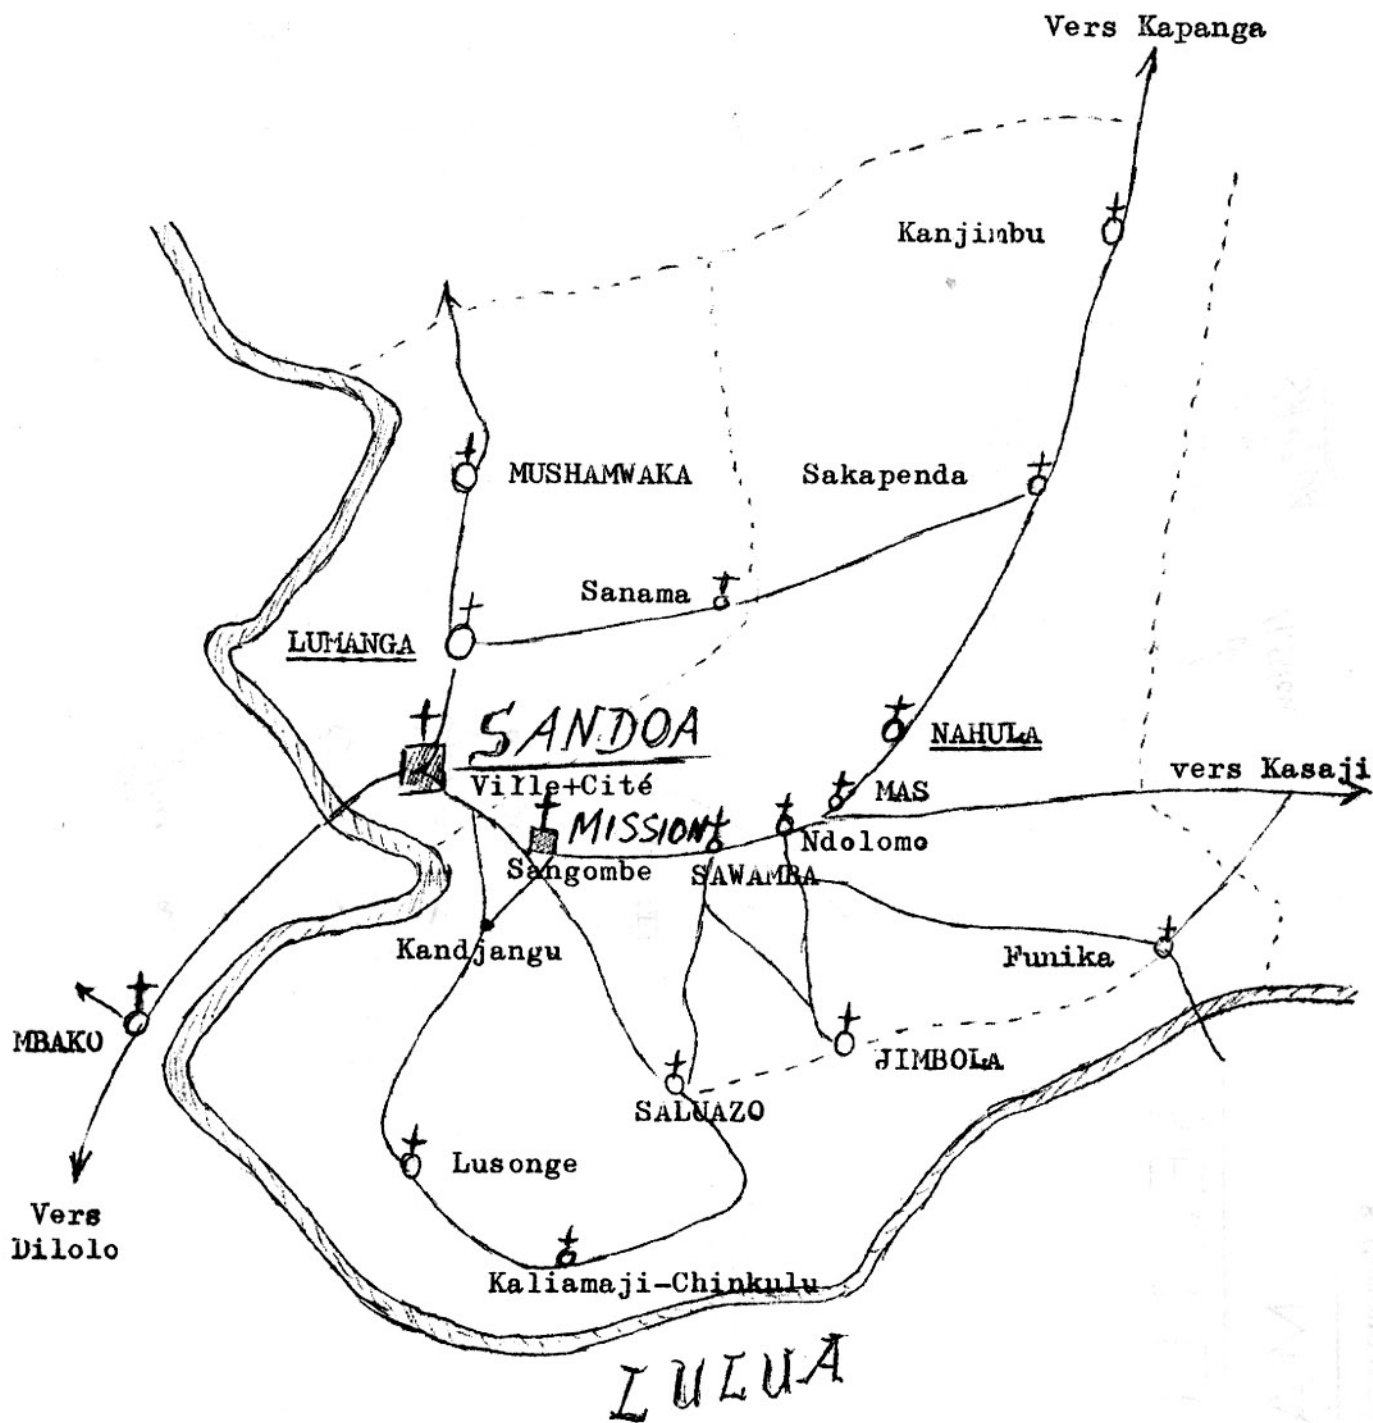 Vers Kapanga
Kanjimbu
MUSHAMWAKA
Sakapenda
Sanama
LUMANGA
SANDOA
Ville+Cité
NAHULA
vers Kasaji
MAS
MISSION
Ndolomo
Sangombe
SAWAMBA
Kandjangu
Funika
MBAKO
JIMBOLA
SALUAZO
Lusonge
Vers
Dilolo
Kaliamaji-Chinkulu
LULUA